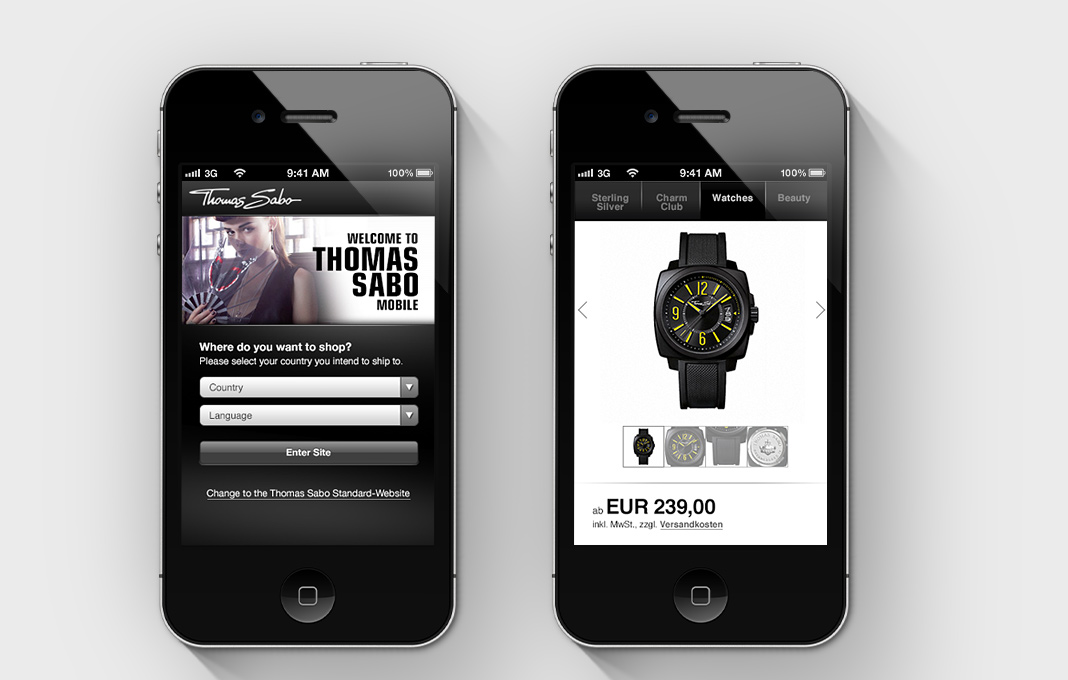 3G 9:41 AM 100%
Thomas Sabo
WELCOME TO
THOMAS
SABO
MOBILE
Where do you want to shop?
Please select your country you intend to ship to.
Country
Language
Enter Site
Change to the Thomas Sabo Standard-Website
3G 9:41 AM 100%
Sterling
Silver
Charm
Club
Watches
Beauty
12
9
6
ab EUR 239,00
inkl. MwSt., zzgl. Versandkosten